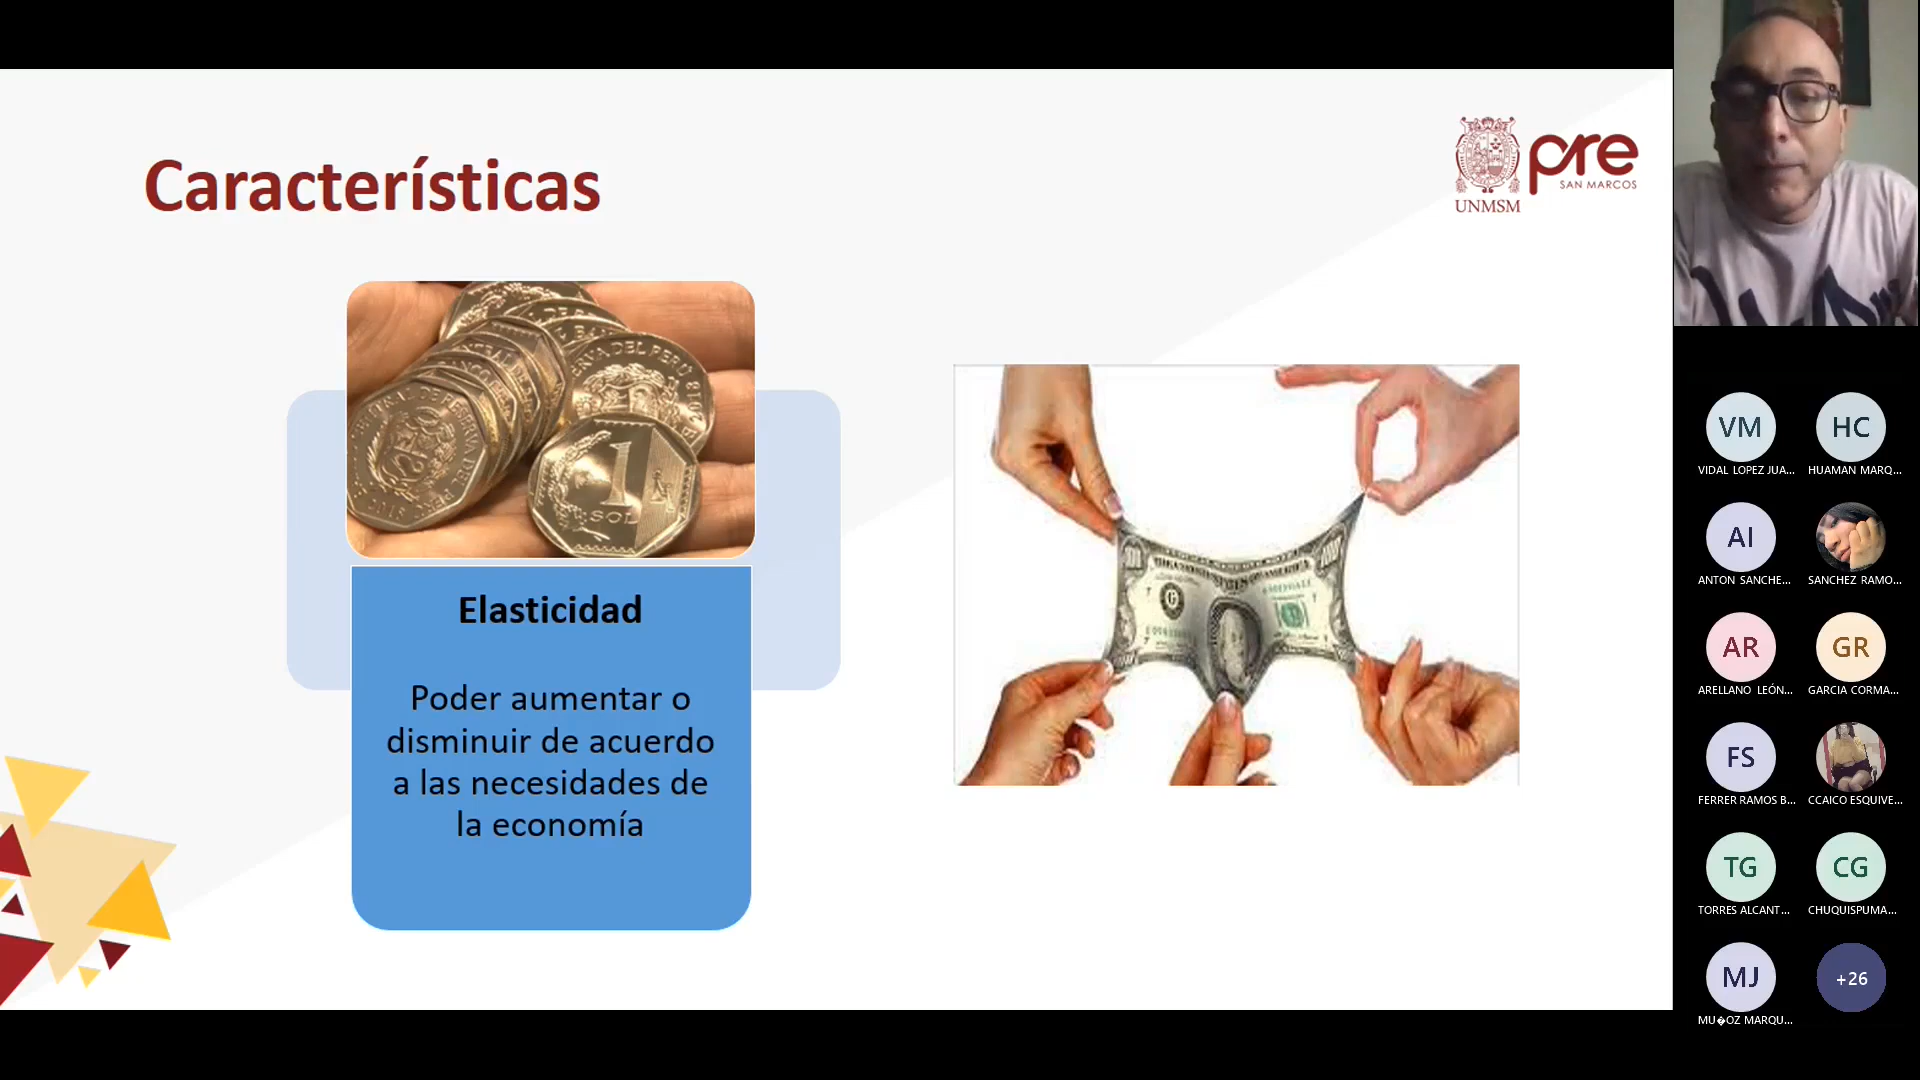 Características
UNMSM
pre
SAN MARCOS
1
SOL
Elasticidad
Poder aumentar o
disminuir de acuerdo
a las necesidades de
la economía
VM
VIDAL LOPEZ JUA...
HC
HUAMAN MARQ...
AI
ANTON SANCHE...
SANCHEZ RAMO...
AR
ARELLANO LEÓN...
GR
GARCIA CORMA...
FS
FERRER RAMOS B...
CCAICO ESQUIVE...
TG
TORRES ALCANT...
CG
CHUQUISPUMA...
MJ
MU�OZ MARQU...
+26